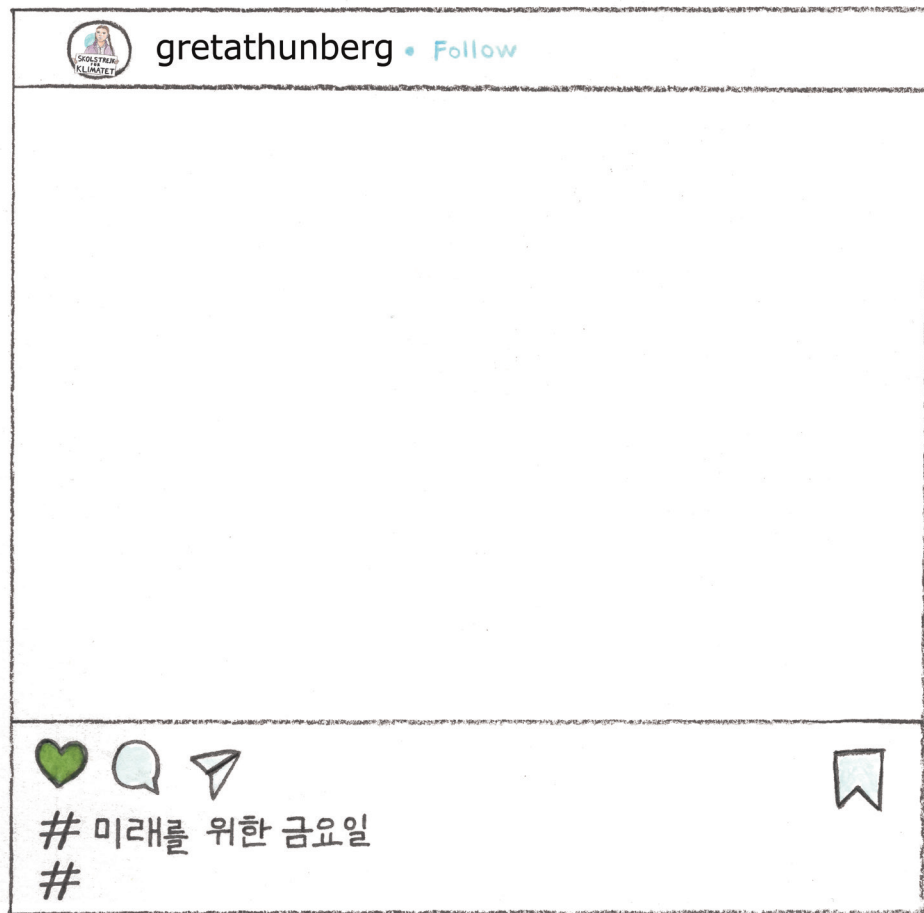 SKOLSTREJK
FÖR
KLIMATET
gretathunberg • Follow
# 미래를 위한 금요일
#